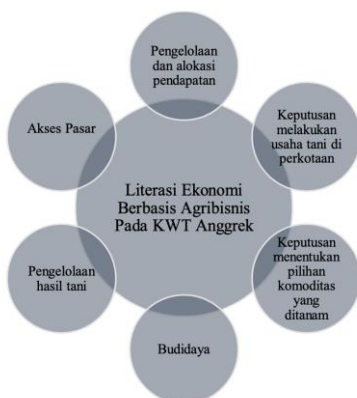 Pengelolaan
dan alokasi
pendapatan
Akses Pasar
Keputusan
melakukan
usaha tani di
perkotaan
Literasi Ekonomi
Berbasis Agribisnis
Pada KWT Anggrek
Pengelolaan
hasil tani
Keputusan
menentukan
pilihan
komoditas
yang
ditanam
Budidaya